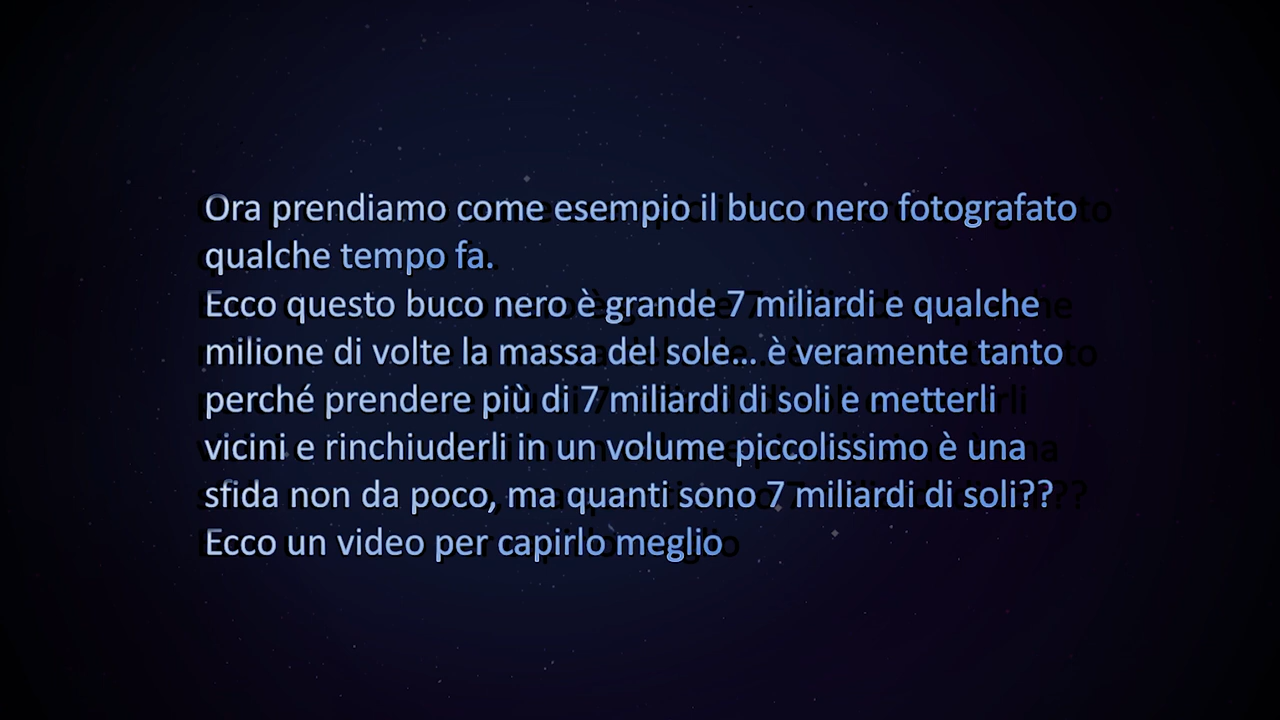 Ora prendiamo come esempio il buco nero fotografato
qualche tempo fa.
Ecco questo buco nero è grande 7 miliardi e qualche
milione di volte la massa del sole... è veramente tanto
perché prendere più di 7 miliardi di soli e metterli
vicini e rinchiuderli in un volume piccolissimo è una
sfida non da poco, ma quanti sono 7 miliardi di soli??
Ecco un video per capirlo meglio